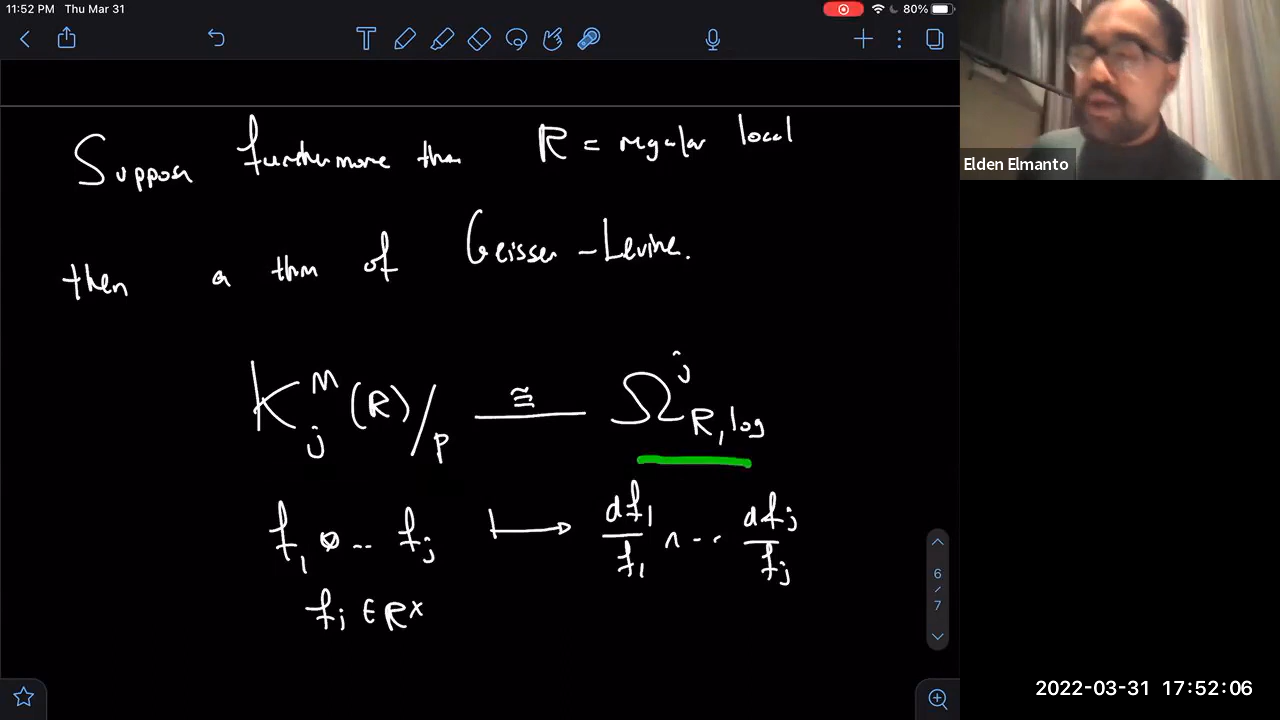 11:52 PM Thu Mar 31
80%
Suppose furthermore that R = regular local
then a thm of Geisser - Levine.
K^M_j (R)/p ≅ Ω^j_{R, log}
f_1 ⊗ .. f_j ↦ df_1/f_1 ∧ .. df_j/f_j
f_i ∈ R^×
Elden Elmanto
6 / 7
2022-03-31 17:52:06